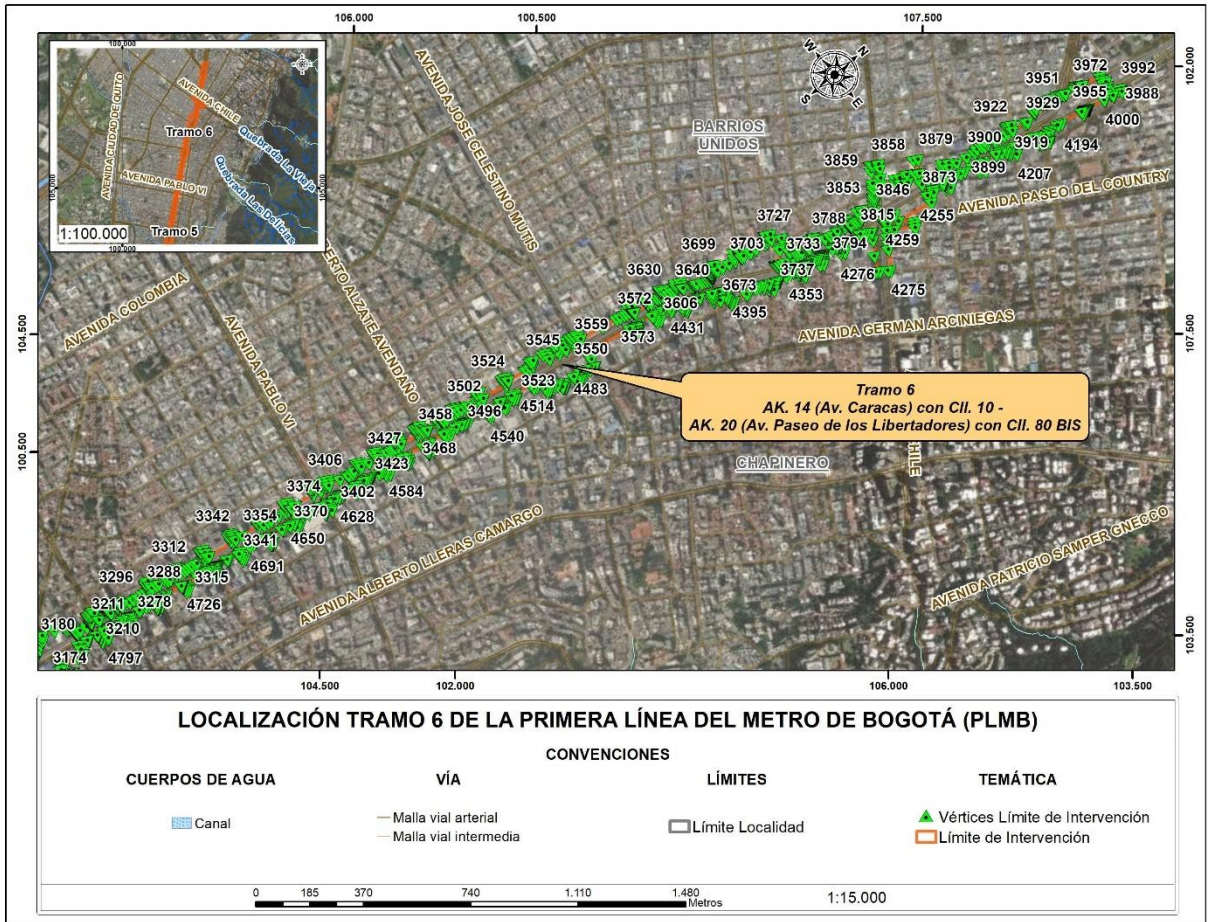 106.000
100.500
107.500
100.000
AVENIDA CIUDAD DE QUITO
AVENIDA CHILE
Tramo 6
Quebrada La Vieja
Quebrada Las Delicias
AVENIDA PABLO VI
Tramo 5
1:100.000
100.000
AVENIDA JOSE CELESTINO MUTIS
W
N
S
E
BARRIOS
UNIDOS
102.000
3972
3992
3951
3955
3988
3922
3929
4000
3858
3879
3900
3919
4194
3859
3873
3899
4207
3853
3846
AVENIDA PASEO DEL COUNTRY
3727
3788
3815
4255
3699
3703
3733
3794
4259
3630
3640
3737
4276
4275
3673
4353
3572
3606
4395
AVENIDA COLOMBIA
104.500
3559
3573
4431
AVENIDA GERMAN ARCINIEGAS
107.500
3545
3550
3524
3523
4483
3502
Tramo 6
AK. 14 (Av. Caracas) con Cll. 10 -
AK. 20 (Av. Paseo de los Libertadores) con Cll. 80 BIS
AVENIDA PABLO VI
BERTO ALZATE AVENDAÑO
3458
3496
4514
4540
100.500
3427
3468
3406
3423
CHAPINERO
HILE
3374
3402
4584
3342
3354
3370
4628
3341
4650
3312
4691
3296
3288
3315
AVENIDA ALBERTO LLERAS CAMARGO
AVENIDA PATRICIO SAMPER GNECCO
3211
3278
4726
3180
3210
3174
4797
103.500
104.500
102.000
106.000
103.500
LOCALIZACIÓN TRAMO 6 DE LA PRIMERA LÍNEA DEL METRO DE BOGOTÁ (PLMB)
CONVENCIONES
CUERPOS DE AGUA
VÍA
LÍMITES
TEMÁTICA
Canal
Malla vial arterial
Malla vial intermedia
Límite Localidad
Vértices Límite de Intervención
Límite de Intervención
0 185 370 740 1.110 1.480
Metros
1:15.000